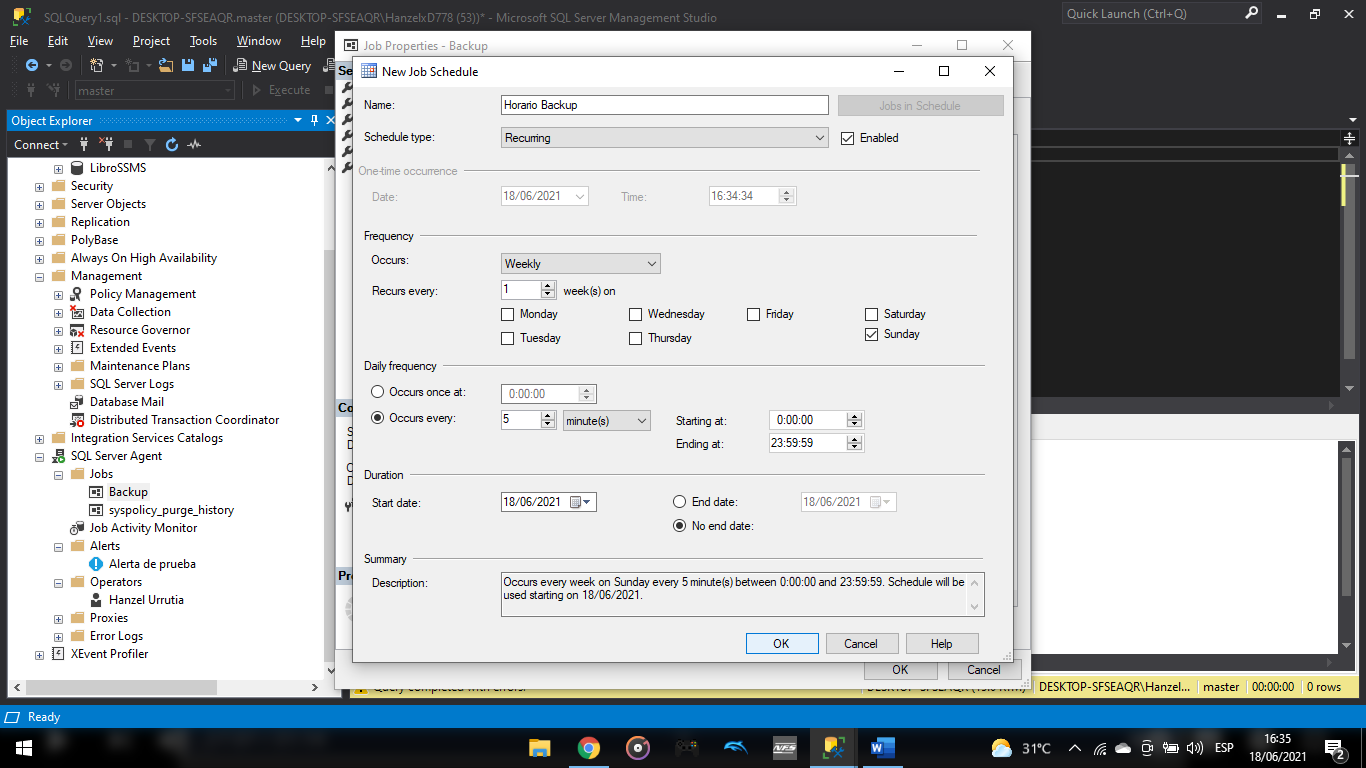 SQLQuery1.sql - DESKTOP-SFSEAQR.master (DESKTOP-SFSEAQR\HanzelxD778 (53))* - Microsoft SQL Server Management Studio
Quick Launch (Ctrl+Q)
File Edit View Project Tools Window Help
New Query
master
Execute
Object Explorer
Connect
LibroSSMS
Security
Server Objects
Replication
PolyBase
Always On High Availability
Management
Policy Management
Data Collection
Resource Governor
Extended Events
Maintenance Plans
SQL Server Logs
Database Mail
Distributed Transaction Coordinator
Integration Services Catalogs
SQL Server Agent
Jobs
Backup
syspolicy_purge_history
Job Activity Monitor
Alerts
Alerta de prueba
Operators
Hanzel Urrutia
Proxies
Error Logs
XEvent Profiler
Job Properties - Backup
Se
Co
Pr
New Job Schedule
Name: Horario Backup Jobs in Schedule
Schedule type: Recurring Enabled
One-time occurrence
Date: 18/06/2021 Time: 16:34:34
Frequency
Occurs: Weekly
Recurs every: 1 week(s) on
Monday Wednesday Friday Saturday
Tuesday Thursday Sunday
Daily frequency
Occurs once at: 0:00:00
Occurs every: 5 minute(s) Starting at: 0:00:00
Ending at: 23:59:59
Duration
Start date: 18/06/2021 End date: 18/06/2021
No end date:
Summary
Description: Occurs every week on Sunday every 5 minute(s) between 0:00:00 and 23:59:59. Schedule will be
used starting on 18/06/2021.
OK Cancel Help
OK Cancel
DESKTOP-SFSEAQR\Hanzel... master 00:00:00 0 rows
Ready
NFS
W
31°C ESP 16:35
18/06/2021 2